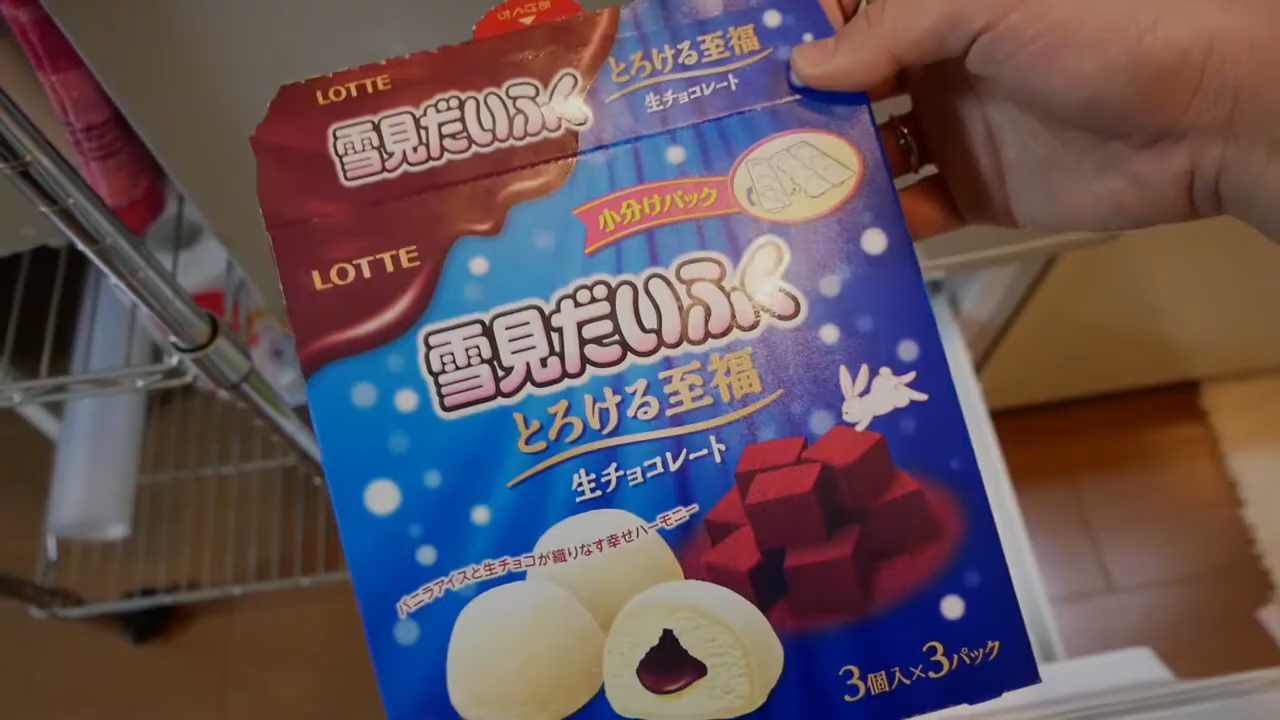 LOTTE
雪見だいふく
とろける至福
生チョコレート
小分けパック
LOTTE
雪見だいふく
とろける至福
生チョコレート
バニラアイスと生チョコが織りなす幸せハーモニー
3個入×3パック